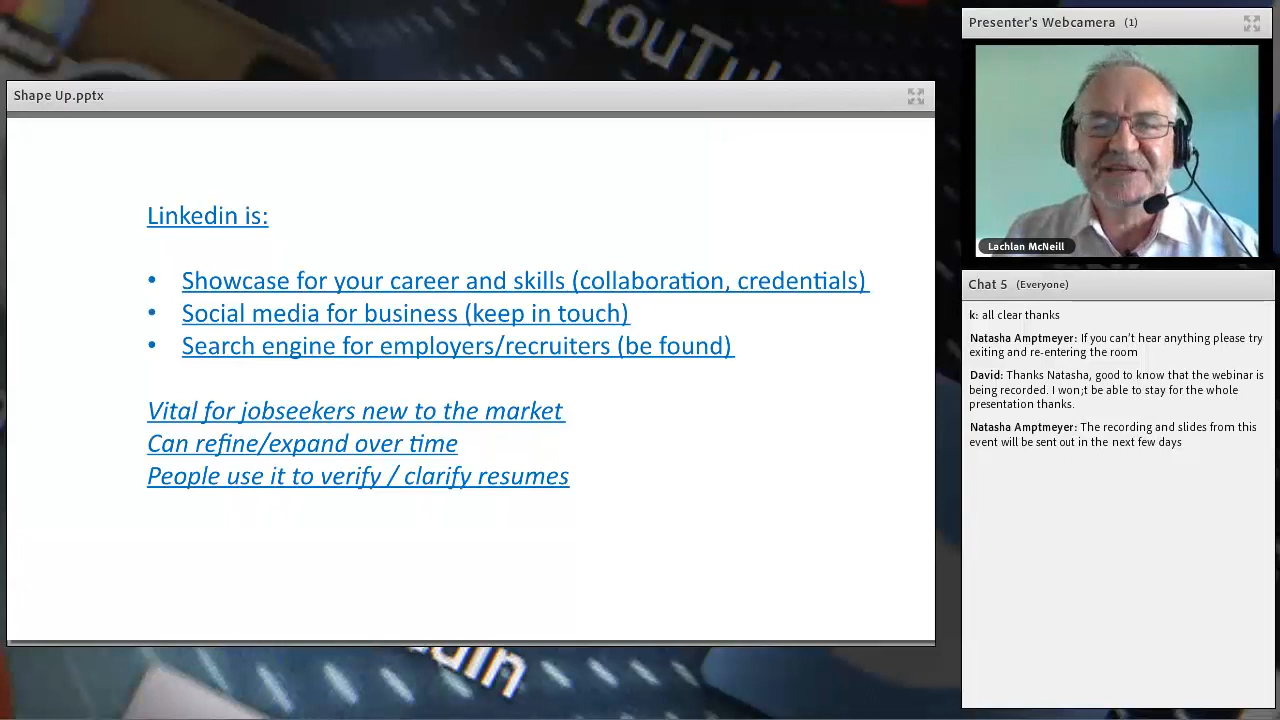 YouTu
Shape Up.pptx
Linkedin is:
• Showcase for your career and skills (collaboration, credentials)
• Social media for business (keep in touch)
• Search engine for employers/recruiters (be found)
Vital for jobseekers new to the market
Can refine/expand over time
People use it to verify / clarify resumes
Presenter's Webcamera (1)
Lachlan McNeill
Chat 5 (Everyone)
k: all clear thanks
Natasha Amptmeyer: If you can't hear anything please try
exiting and re-entering the room
David: Thanks Natasha, good to know that the webinar is
being recorded. I won;t be able to stay for the whole
presentation thanks.
Natasha Amptmeyer: The recording and slides from this
event will be sent out in the next few days